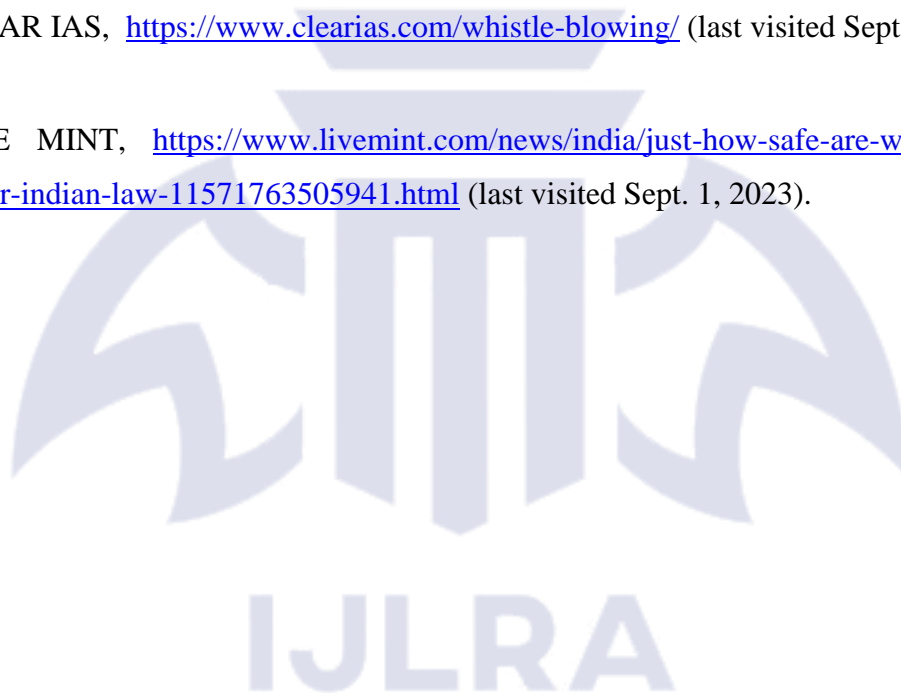 AR IAS, https://www.clearias.com/whistle-blowing/ (last visited Sept.
E MINT, https://www.livemint.com/news/india/just-how-safe-are-w
r-indian-law-11571763505941.html (last visited Sept. 1, 2023).
IJLRA